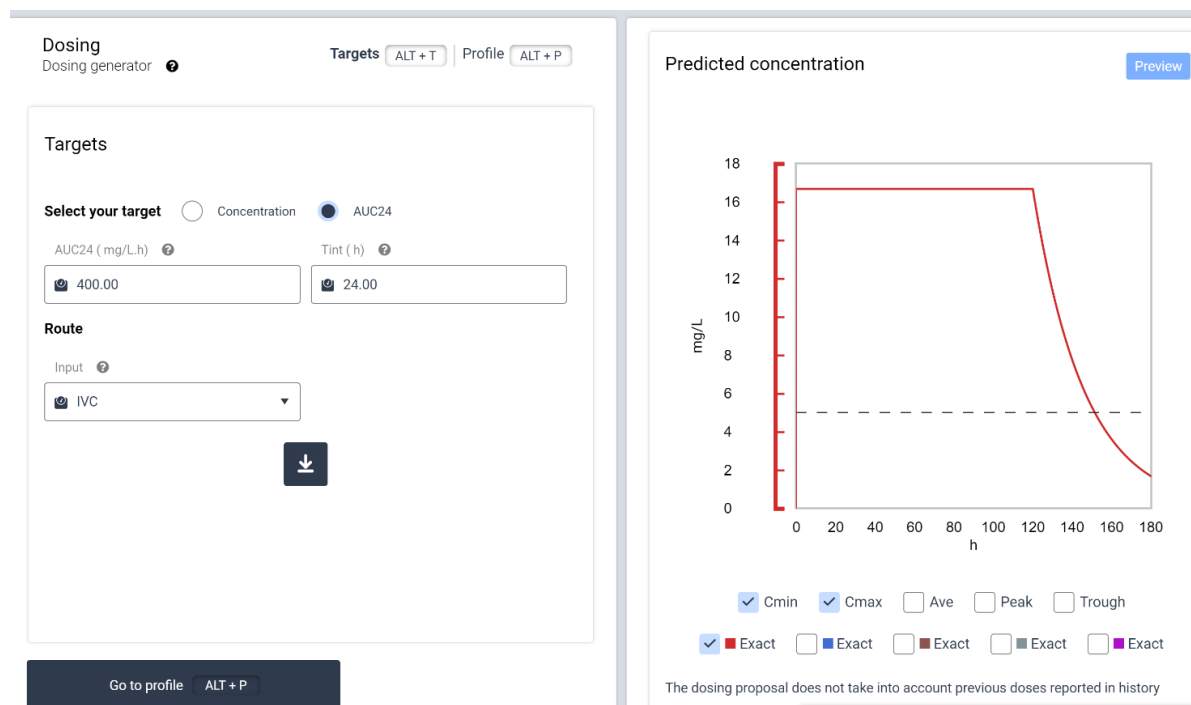 Dosing
Dosing generator
Targets ALT + T Profile ALT + P
Targets
Select your target Concentration AUC24
AUC24 ( mg/L.h) Tint ( h)
400.00 24.00
Route
Input
IVC
Go to profile ALT + P
Predicted concentration Preview
18
16
14
12
10
8
6
4
2
0
mg/L
0 20 40 60 80 100 120 140 160 180
h
Cmin Cmax Ave Peak Trough
Exact Exact Exact Exact Exact
The dosing proposal does not take into account previous doses reported in history